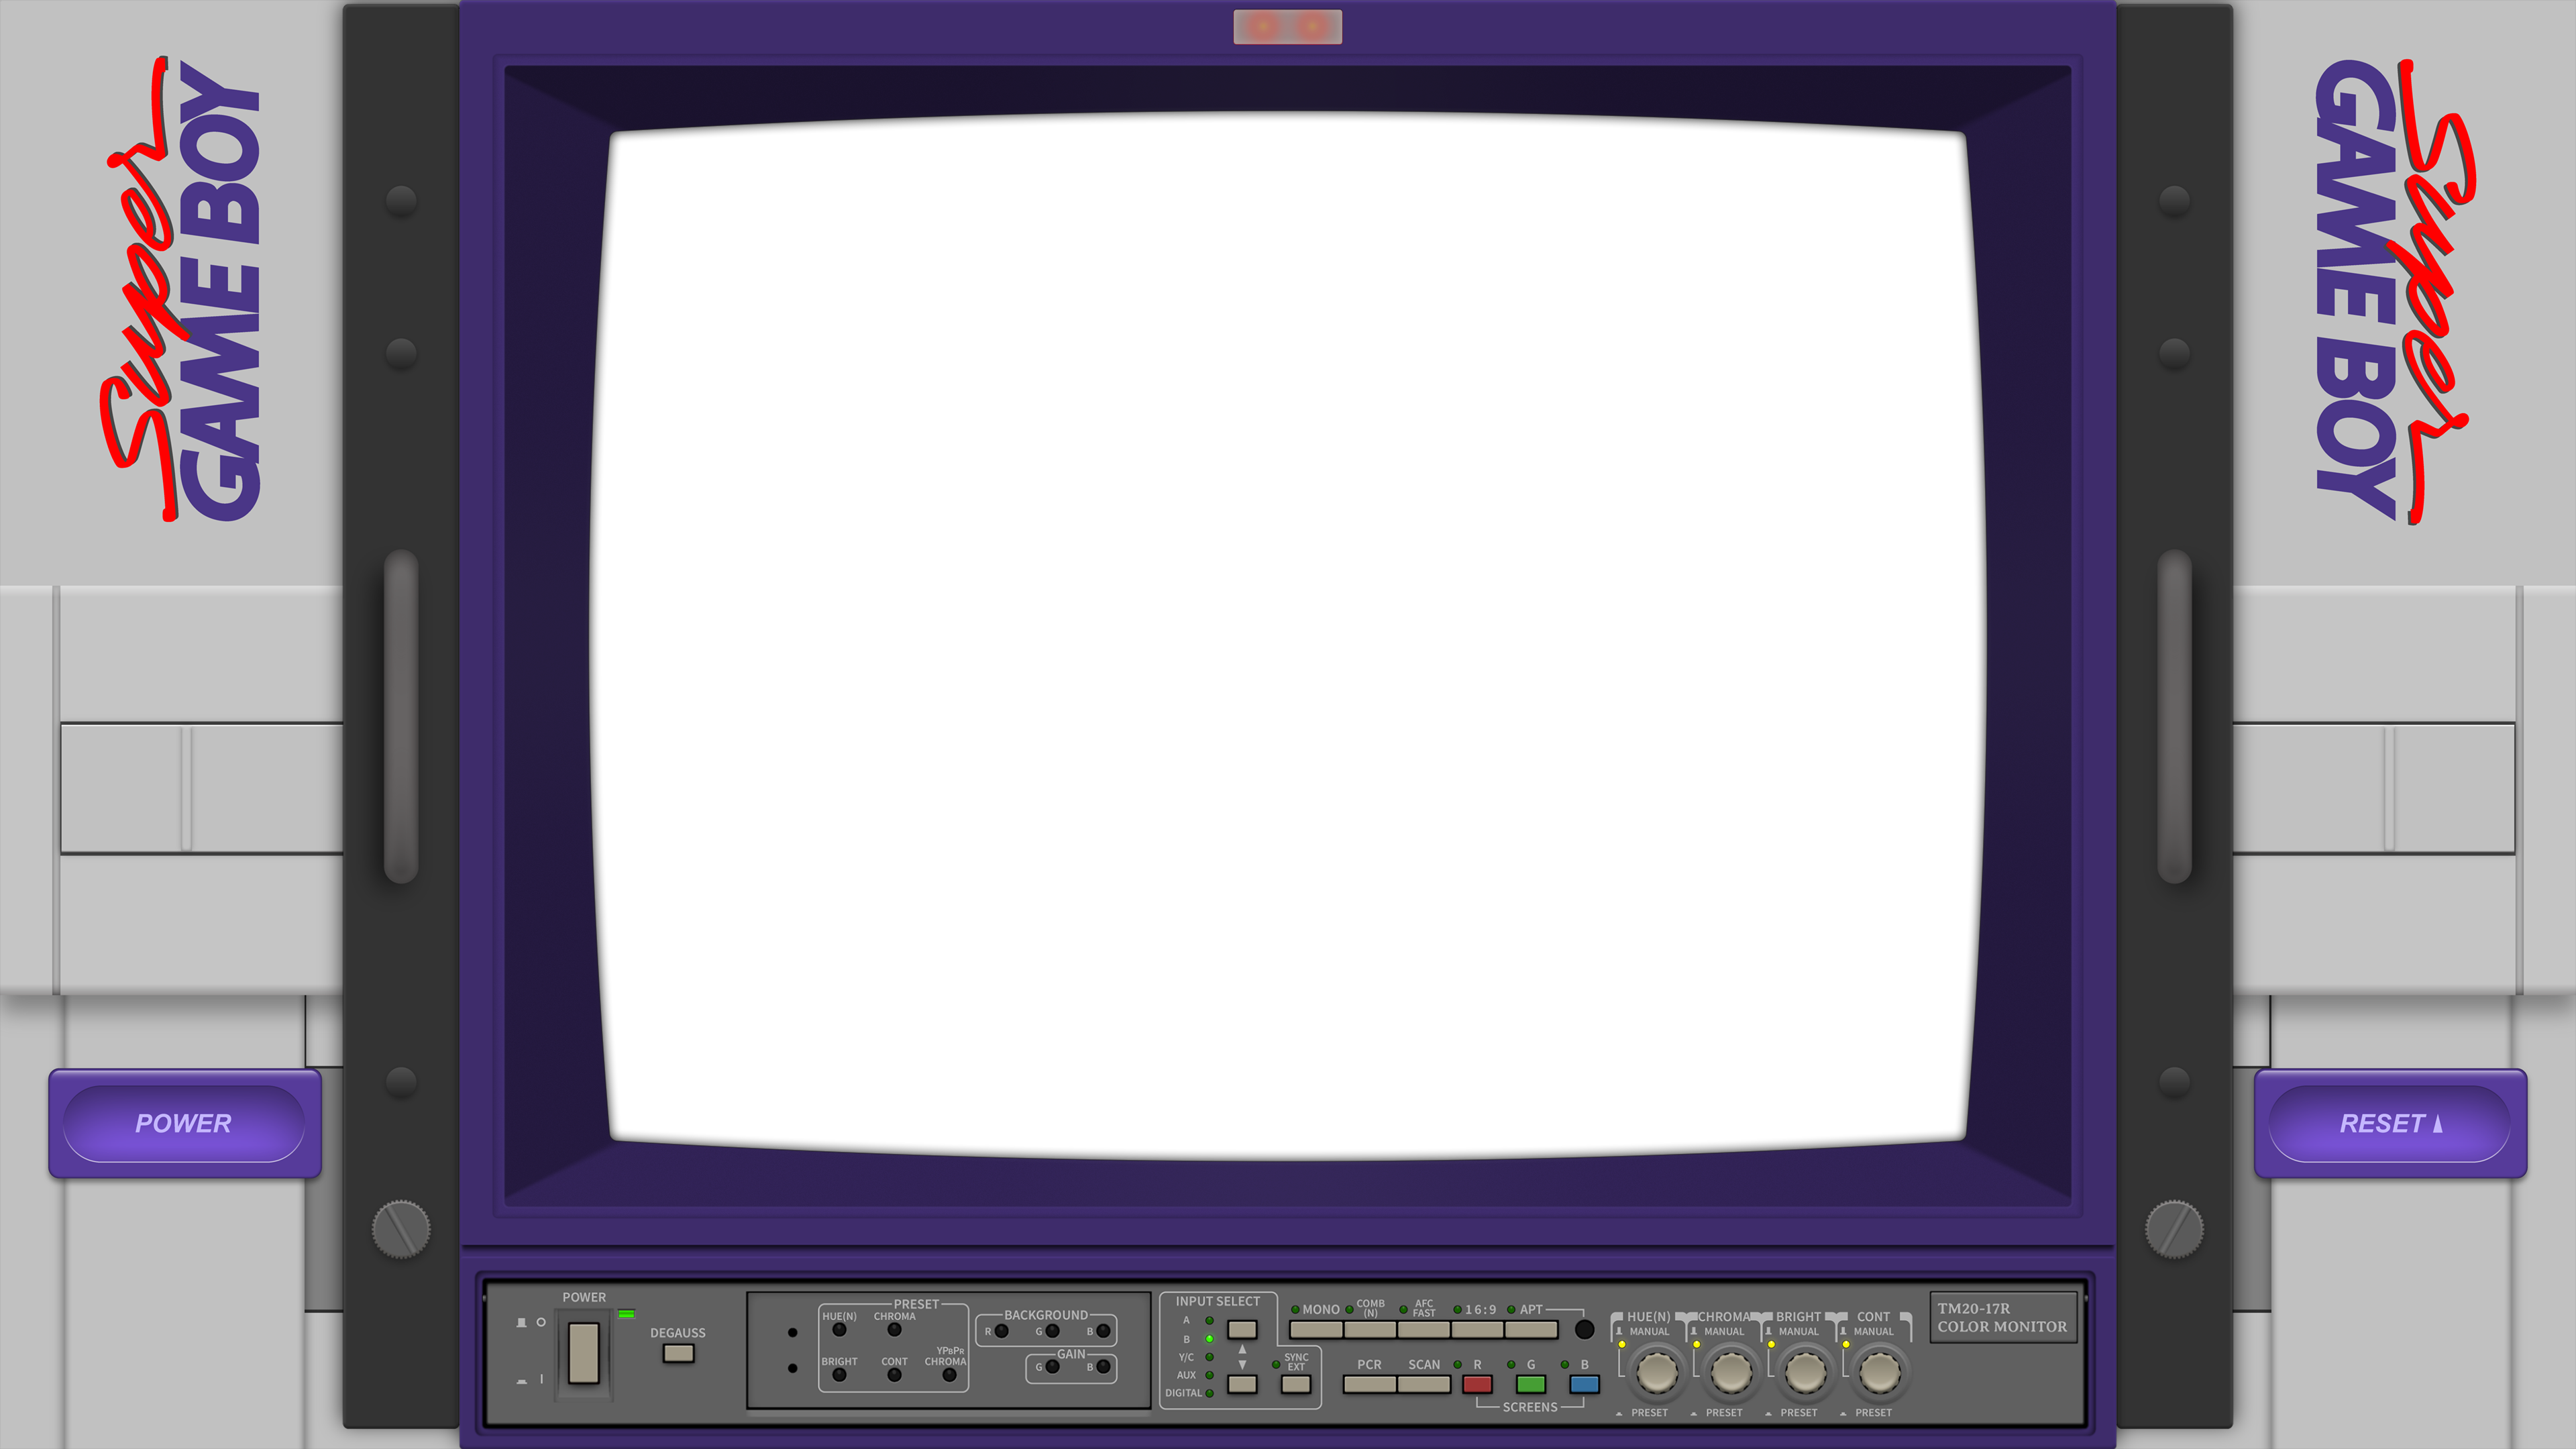 Super
GAME BOY
Super
GAME BOY
POWER
RESET
POWER
DEGAUSS
PRESET
HUE(N) CHROMA
BRIGHT CONT YPBPR CHROMA
BACKGROUND
R G B
GAIN
G B
INPUT SELECT
A
B
Y/C
AUX
DIGITAL
SYNC
EXT
MONO COMB (N) AFC FAST 16:9 APT
PCR SCAN R G B
SCREENS
HUE(N) CHROMA BRIGHT CONT
MANUAL MANUAL MANUAL MANUAL
PRESET PRESET PRESET PRESET
TM20-17R
COLOR MONITOR